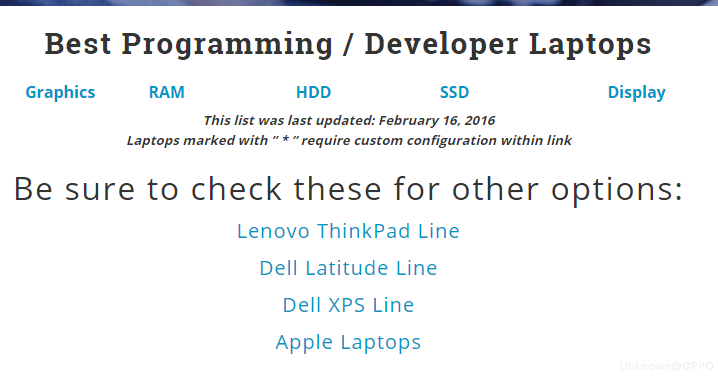 Best Programming / Developer Laptops
Graphics RAM HDD SSD Display
This list was last updated: February 16, 2016
Laptops marked with ” * ” require custom configuration within link
Be sure to check these for other options:
Lenovo ThinkPad Line
Dell Latitude Line
Dell XPS Line
Apple Laptops
Unknown@OPPO